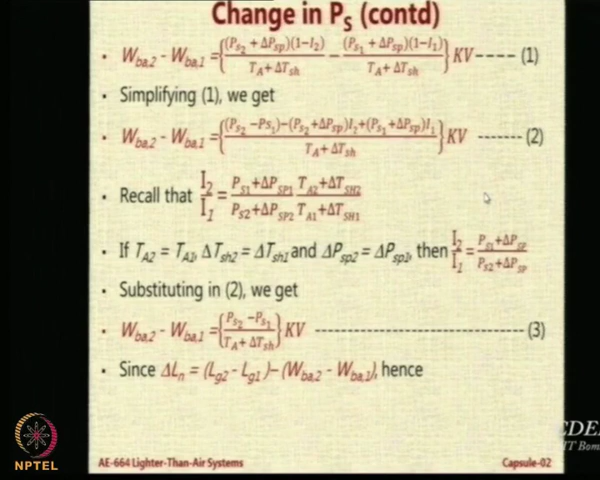 Change in P_S (contd)
• W_ba,2 - W_ba,1 = {(P_s2 + ΔP_sp)(1–I_2) / T_A + ΔT_sh − (P_s1 + ΔP_sp)(1–I_1) / T_A + ΔT_sh} KV ---- (1)
• Simplifying (1), we get
• W_ba,2 - W_ba,1 = {(P_s2 – Ps_1)–(P_s2 + ΔP_sp)I_2 + (P_s1 + ΔP_sp)I_1 / T_A + ΔT_sh} KV ------ (2)
• Recall that I_2/I_1 = P_S1 + ΔP_SP1 / P_S2 + ΔP_SP2 T_A2 + ΔT_SH2 / T_A1 + ΔT_SH1
• If T_A2 = T_A1, ΔT_sh2 = ΔT_sh1 and ΔP_sp2 = ΔP_sp1, then I_2/I_1 = P_S1 + ΔP_SP / P_S2 + ΔP_SP
• Substituting in (2), we get
• W_ba,2 - W_ba,1 = {P_s2 – P_s1 / T_A + ΔT_sh} KV -------------------------------- (3)
• Since ΔL_n = (L_g2 - L_g1) – (W_ba,2 - W_ba,1), hence
NPTEL
AE-664 Lighter-Than-Air Systems
Capsule-02